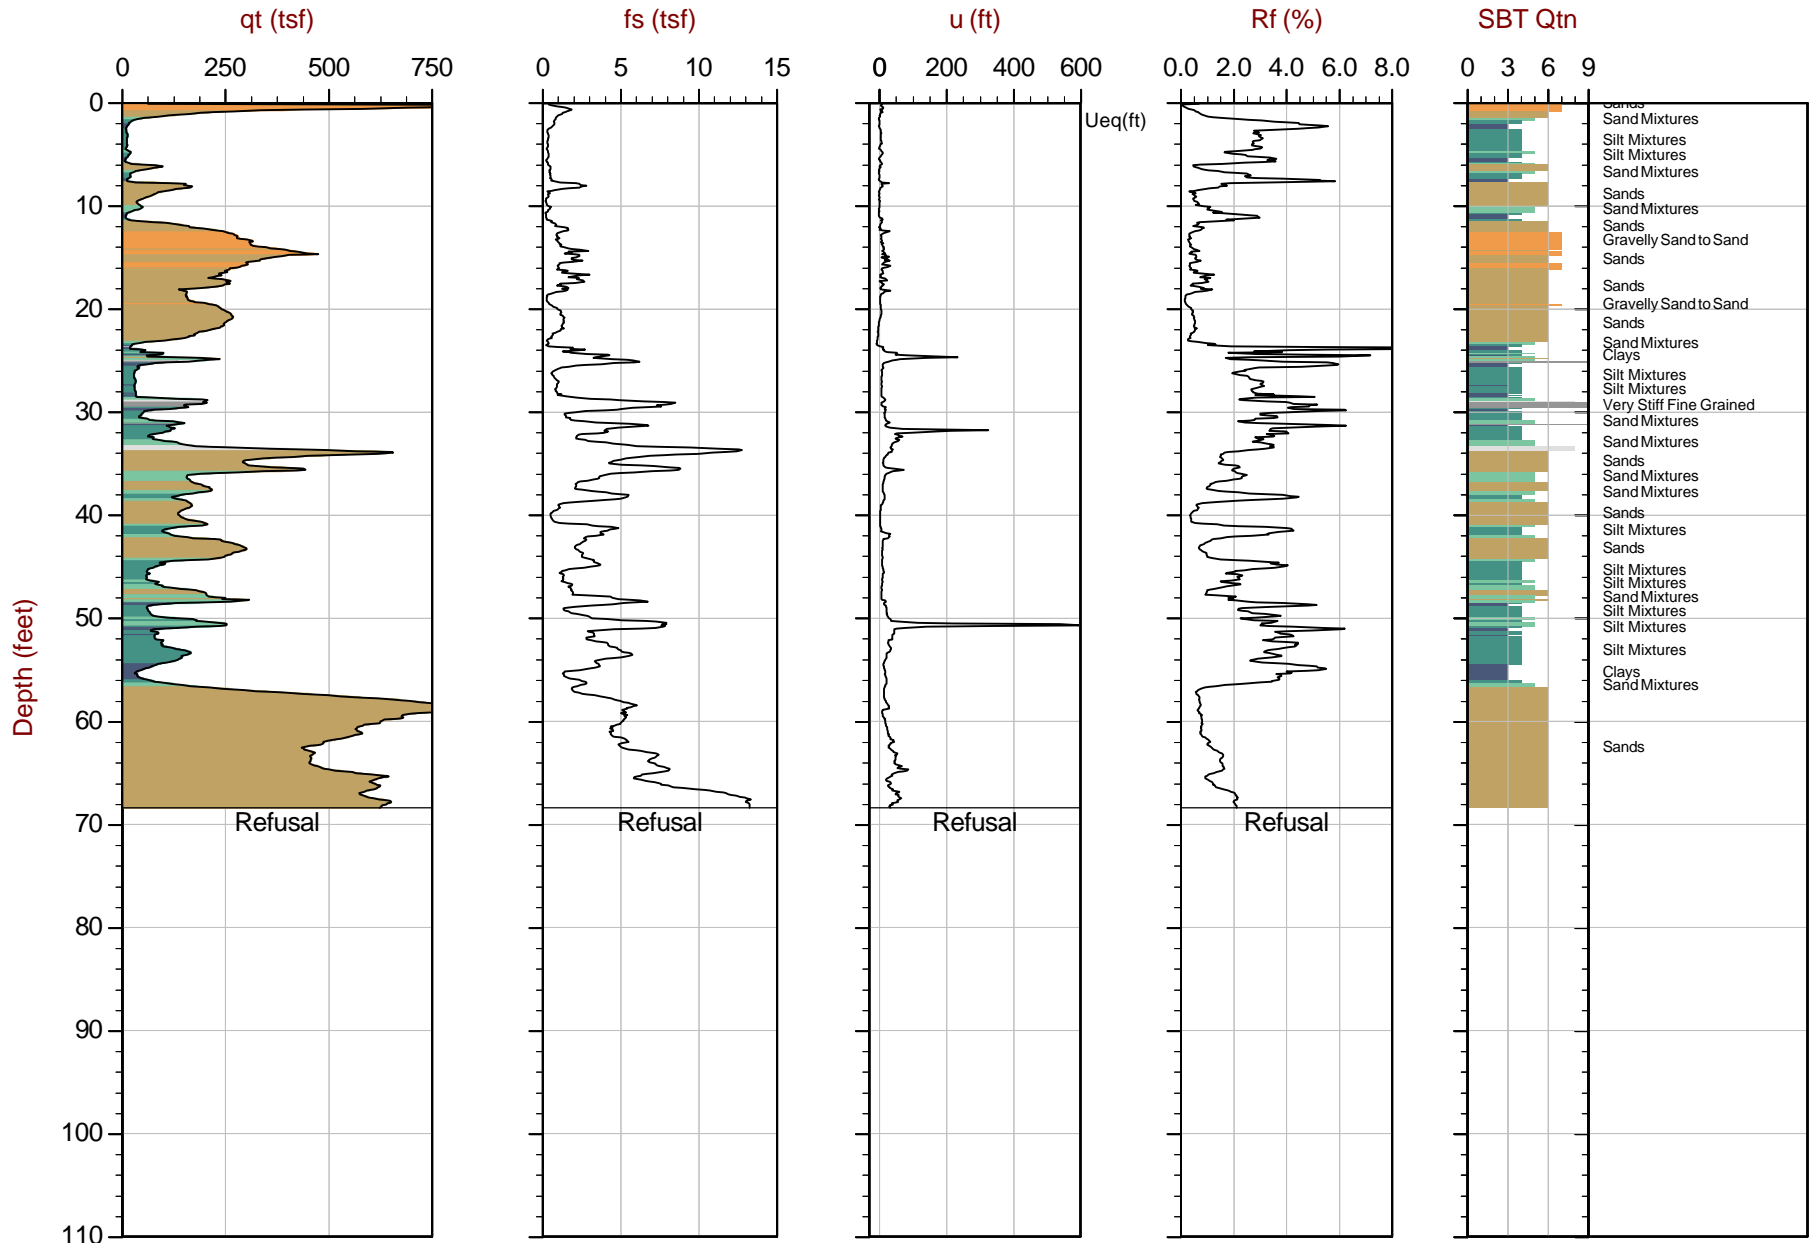 qt (tsf) fs (tsf) u (ft) Rf (%) SBT Qtn
0 250 500 750 0 5 10 15 0 200 400 600 0.0 2.0 4.0 6.0 8.0 0 3 6 9
0
Sands
Ueq(ft)
Sand Mixtures
Silt Mixtures
Silt Mixtures
Sand Mixtures
Sands
10
Sand Mixtures
Sands
Gravelly Sand to Sand
Sands
Sands
Gravelly Sand to Sand
20
Sands
Sand Mixtures
Clays
Silt Mixtures
Silt Mixtures
Very Stiff Fine Grained
30
Sand Mixtures
Sand Mixtures
Sands
Sand Mixtures
Sand Mixtures
40
Sands
Silt Mixtures
Sands
Silt Mixtures
Silt Mixtures
Sand Mixtures
Silt Mixtures
50
Silt Mixtures
Silt Mixtures
Clays
Sand Mixtures
60
Sands
Depth (feet)
70
Refusal Refusal Refusal Refusal
80
90
100
110